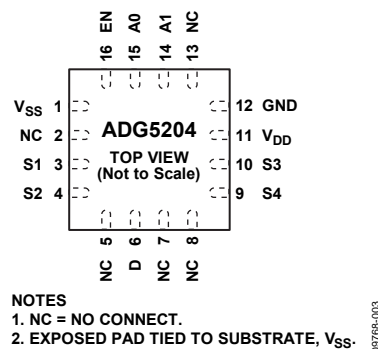 16 EN
15 A0
14 A1
13 NC
VSS 1
NC 2
S1 3
S2 4
ADG5204
TOP VIEW
(Not to Scale)
12 GND
11 VDD
10 S3
9 S4
NC 5
D 6
NC 7
NC 8
NOTES
1. NC = NO CONNECT.
2. EXPOSED PAD TIED TO SUBSTRATE, VSS.
09768-003